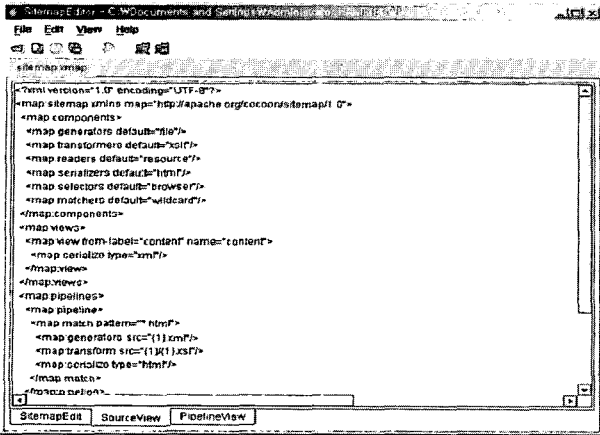 SitemapEditor - C:\WDocuments and Settings\WAdmin
File Edit View Help
sitemap.xmap
<?xml version="1.0" encoding="UTF-8"?>
<map:sitemap xmlns:map="http://apache.org/cocoon/sitemap/1.0">
<map:components>
<map:generators default="file"/>
<map:transformers default="xslt"/>
<map:readers default="resource"/>
<map:serializers default="html"/>
<map:selectors default="browser"/>
<map:matchers default="wildcard"/>
</map:components>
<map:views>
<map:view from-label="content" name="content">
<map:serialize type="xml"/>
</map:view>
</map:views>
<map:pipelines>
<map:pipeline>
<map:match pattern="*.html">
<map:generators src="{1}.xml"/>
<map:transform src="{1}/{1}.xsl"/>
<map:serialize type="html"/>
</map:match>
</map:pipeline>
SitemapEdit SourceView PipelineView